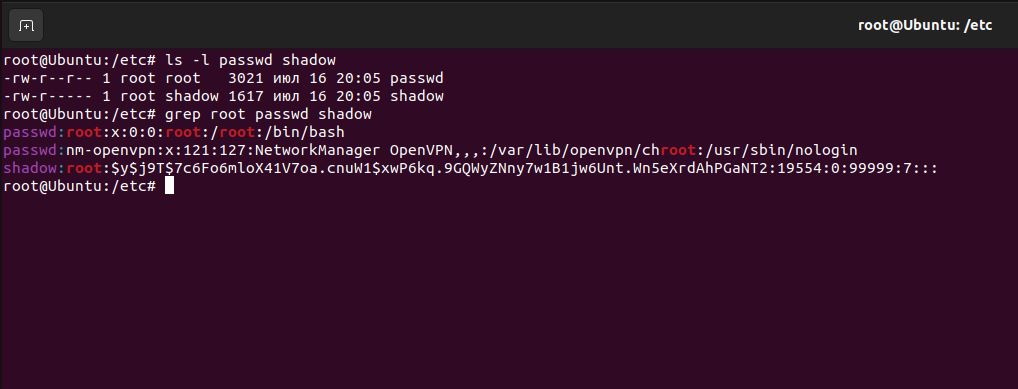 root@Ubuntu: /etc
root@Ubuntu:/etc# ls -l passwd shadow
-rw-r--r-- 1 root root   3021 июл 16 20:05 passwd
-rw-r----- 1 root shadow 1617 июл 16 20:05 shadow
root@Ubuntu:/etc# grep root passwd shadow
passwd:root:x:0:0:root:/root:/bin/bash
passwd:nm-openvpn:x:121:127:NetworkManager OpenVPN,,,:/var/lib/openvpn/chroot:/usr/sbin/nologin
shadow:root:$y$j9T$7c6Fo6mloX41V7oa.cnuW1$xwP6kq.9GQWyZNny7w1B1jw6Unt.Wn5eXrdAhPGaNT2:19554:0:99999:7:::
root@Ubuntu:/etc#